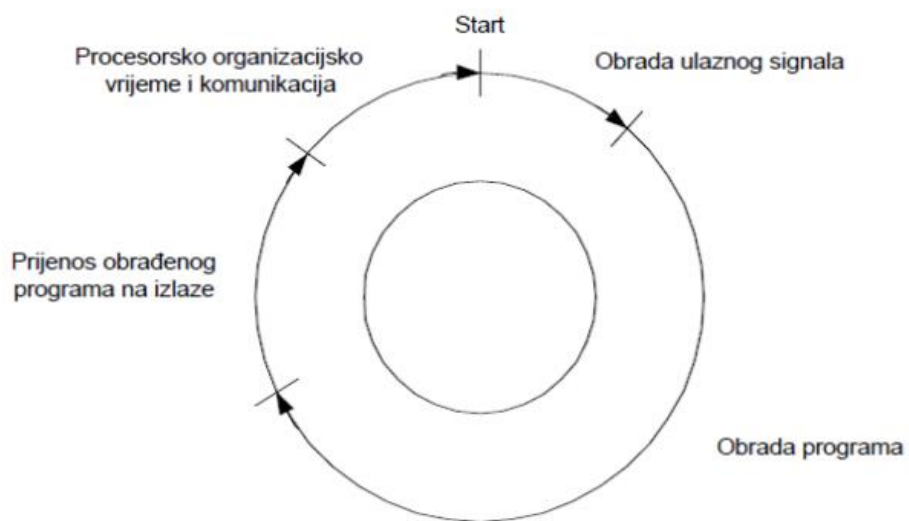 Start
Obrada ulaznog signala
Obrada programa
Prijenos obrađenog
programa na izlaze
Procesorsko organizacijsko
vrijeme i komunikacija